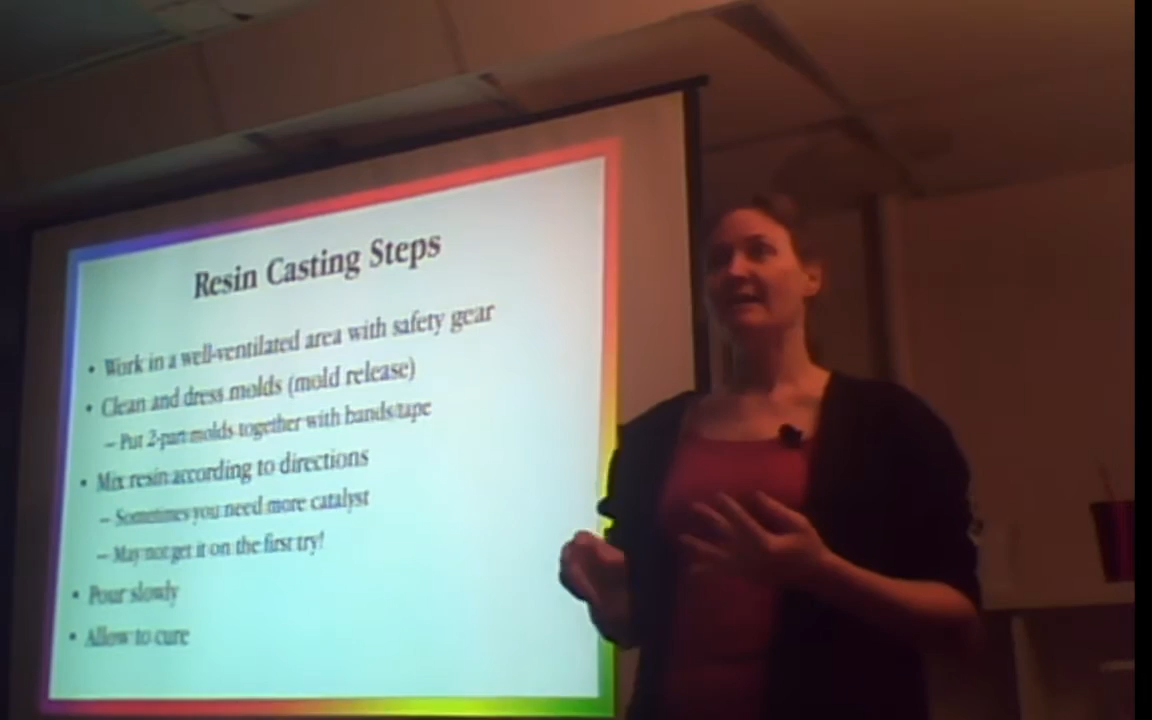 Resin Casting Steps
• Work in a well-ventilated area with safety gear
• Clean and dress molds (mold release)
– Put 2-part molds together with bands/tape
• Mix resin according to directions
– Sometimes you need more catalyst
– May not get it on the first try!
• Pour slowly
• Allow to cure